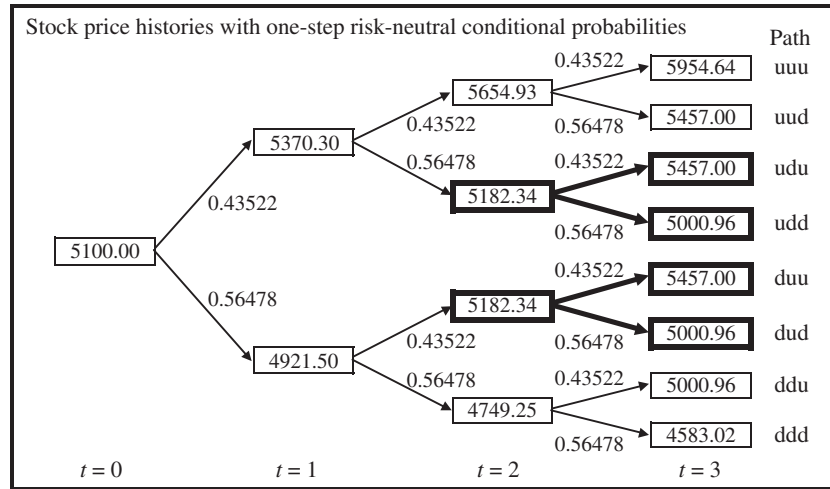 Stock price histories with one-step risk-neutral conditional probabilities
Path
0.43522
5954.64
uuu
5654.93
0.43522
0.56478
5457.00
uud
5370.30
0.56478
0.43522
5457.00
udu
5182.34
0.43522
0.56478
5000.96
udd
5100.00
0.56478
0.43522
5457.00
duu
5182.34
0.43522
0.56478
5000.96
dud
4921.50
0.56478
0.43522
5000.96
ddu
4749.25
0.56478
4583.02
ddd
t = 0
t = 1
t = 2
t = 3